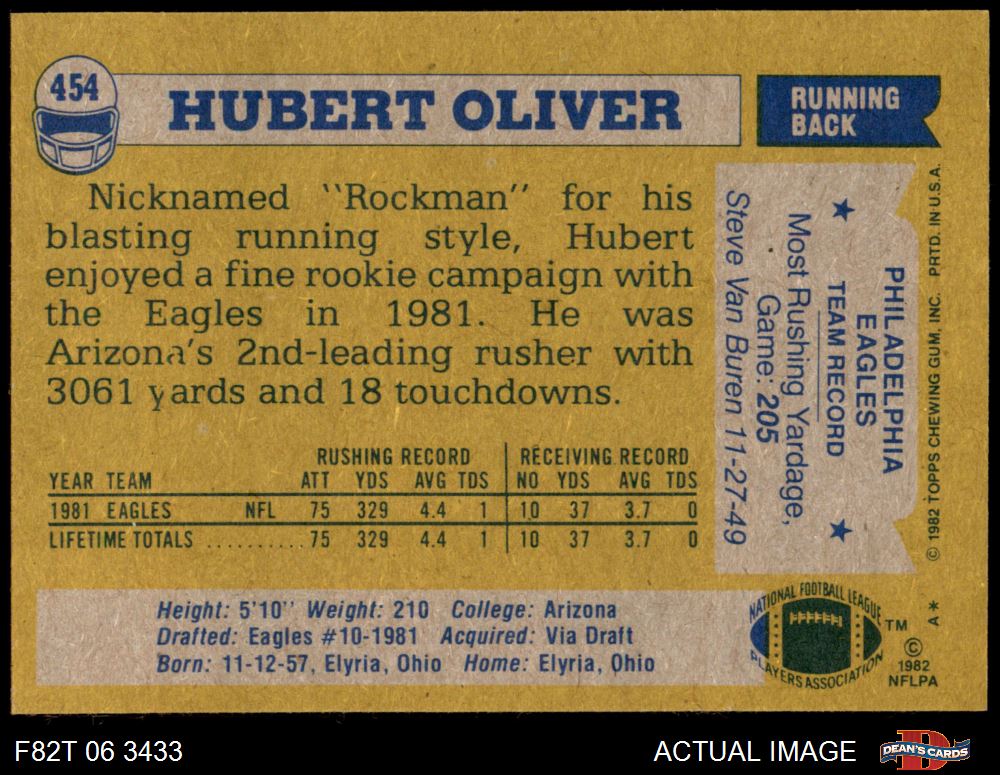 454
HUBERT OLIVER
RUNNING
BACK
Nicknamed "Rockman" for his
blasting running style, Hubert
enjoyed a fine rookie campaign with
the Eagles in 1981. He was
Arizona's 2nd-leading rusher with
3061 yards and 18 touchdowns.
RUSHING RECORD RECEIVING RECORD
YEAR TEAM ATT YDS AVG TDS NO YDS AVG TDS
1981 EAGLES NFL 75 329 4.4 1 10 37 3.7 0
LIFETIME TOTALS .......... 75 329 4.4 1 10 37 3.7 0
Height: 5'10" Weight: 210 College: Arizona
Drafted: Eagles #10-1981 Acquired: Via Draft
Born: 11-12-57, Elyria, Ohio Home: Elyria, Ohio
PHILADELPHIA
EAGLES
TEAM RECORD
Most Rushing Yardage,
Game: 205
Steve Van Buren 11-27-49
© 1982 TOPPS CHEWING GUM, INC. PRTD. IN U.S.A.
NATIONAL FOOTBALL LEAGUE
PLAYERS ASSOCIATION
TM
©
1982
NFLPA
A*
F82T 06 3433
ACTUAL IMAGE
D
DEAN'S CARDS